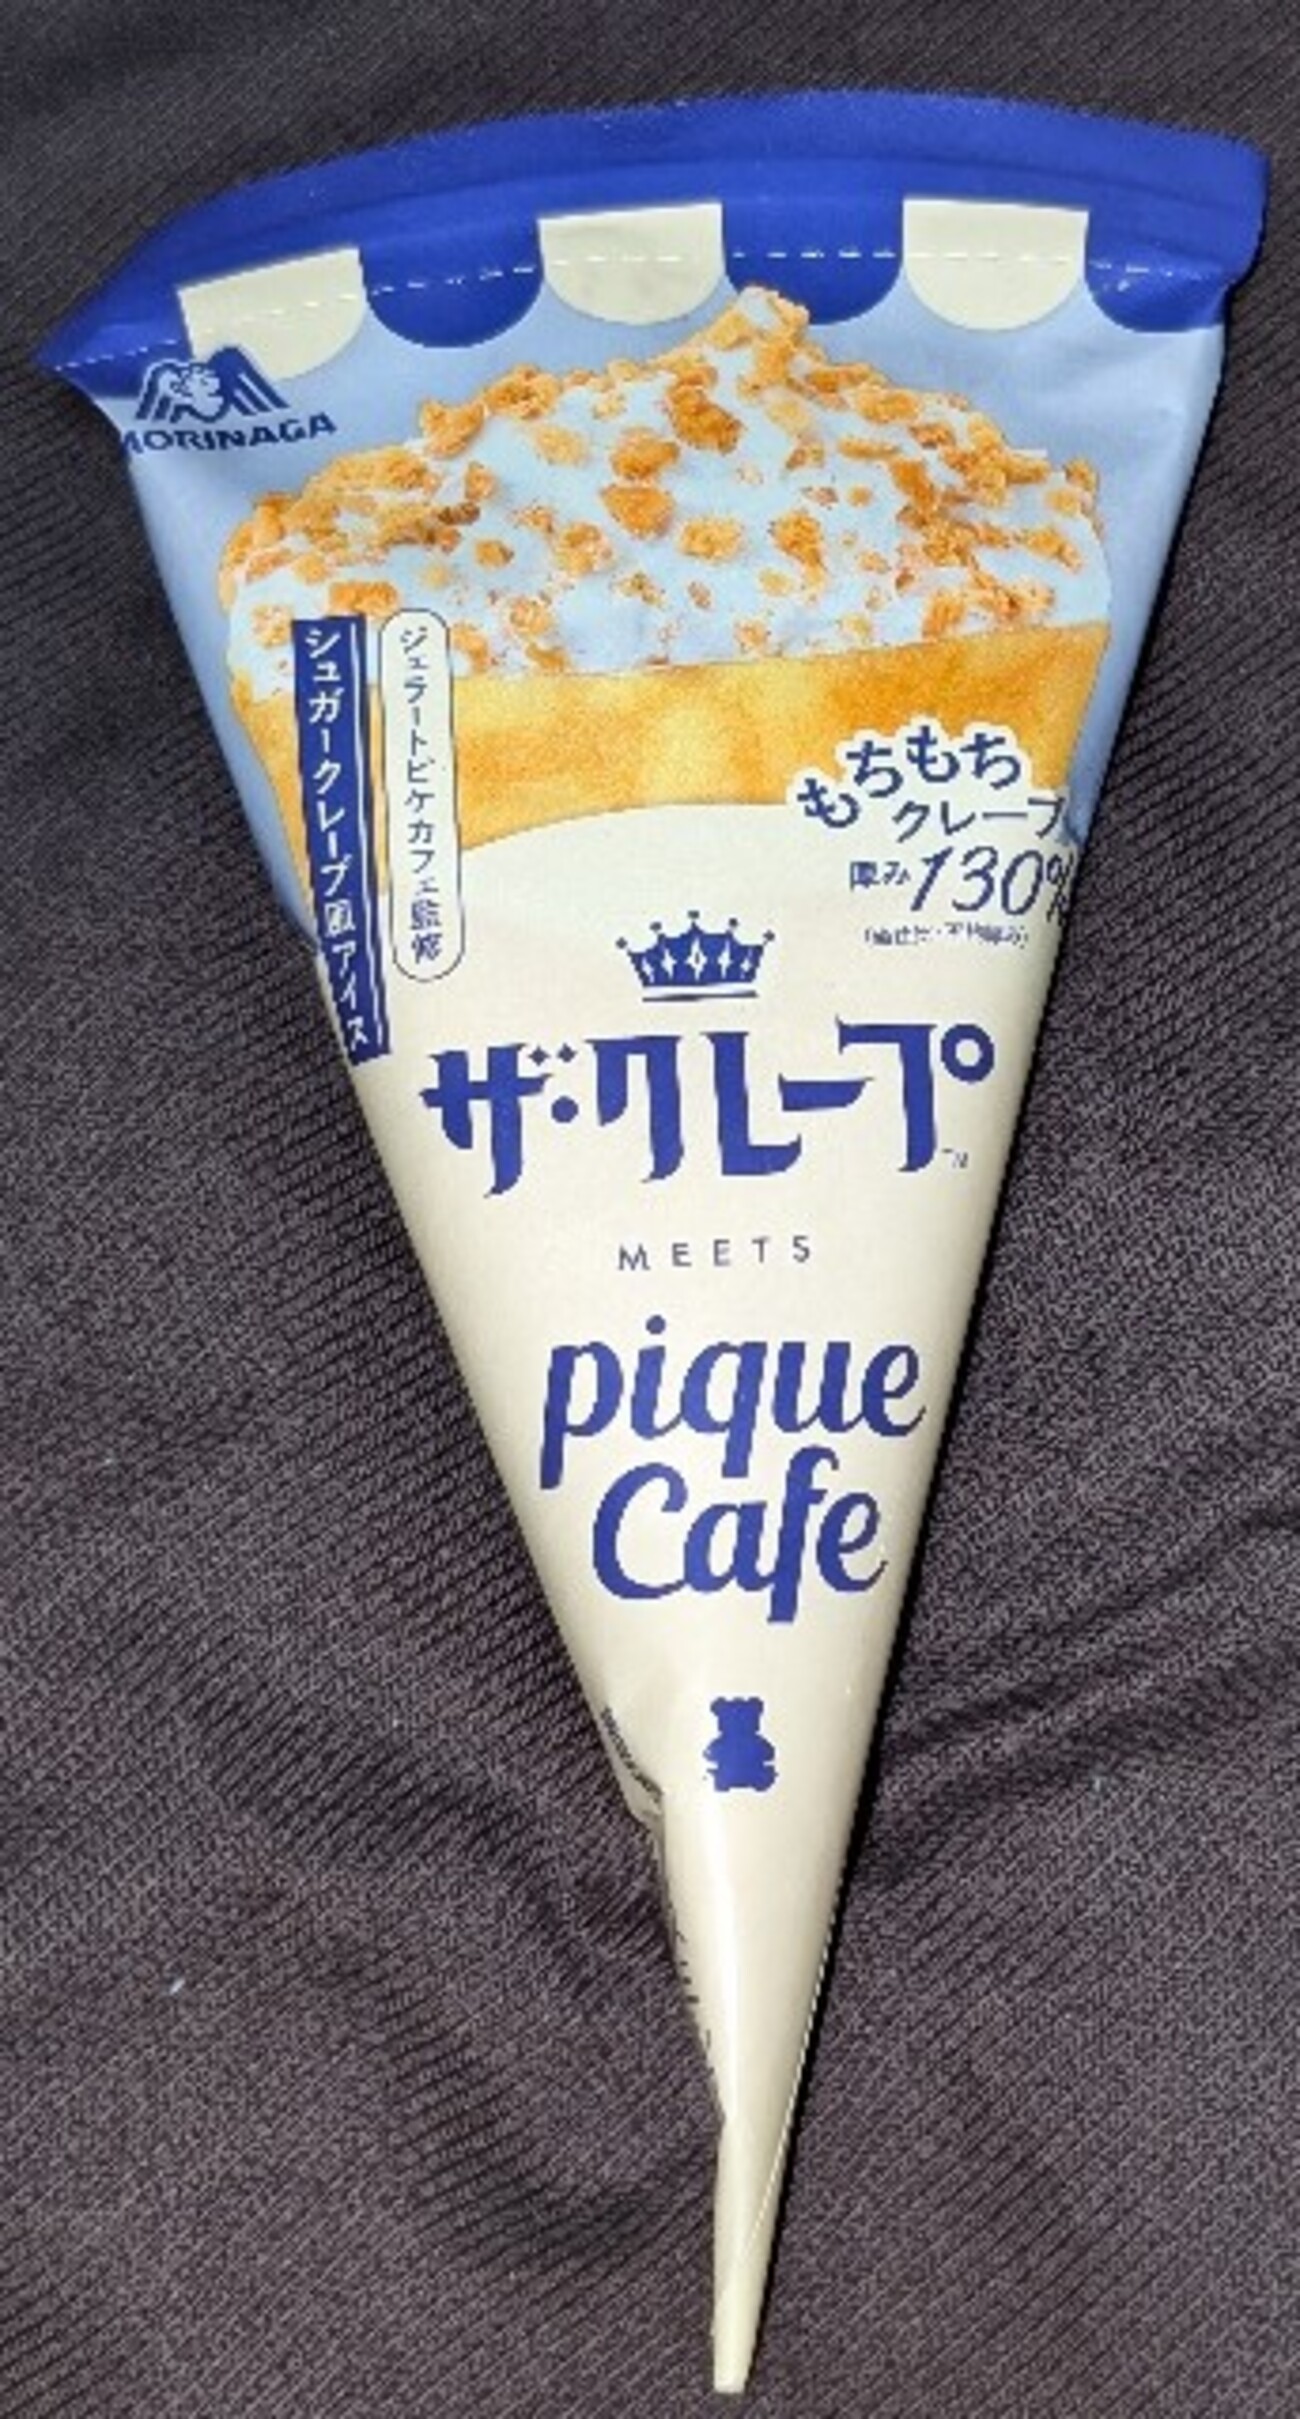 MORINAGA
ジェラートピケカフェ監修
シュガークレープ風アイス
もちもち
クレープ
厚み130%
ザ・クレープ
TM
MEETS
pique
Cafe